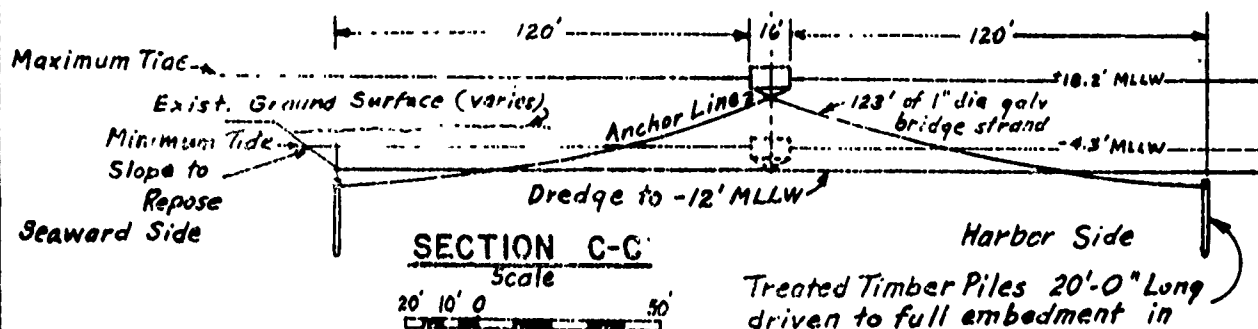 120' 16' 120'
Maximum Tide
+18.2' MLLW
Exist. Ground Surface (varies)
Anchor Line
123' of 1" dia galv
bridge strand
Minimum Tide
-4.3' MLLW
Slope to
Repose
Dredge to -12' MLLW
Seaward Side
Harbor Side
SECTION C-C
Scale
20' 10' 0 50'
Treated Timber Piles 20'-0" Long
driven to full embedment in